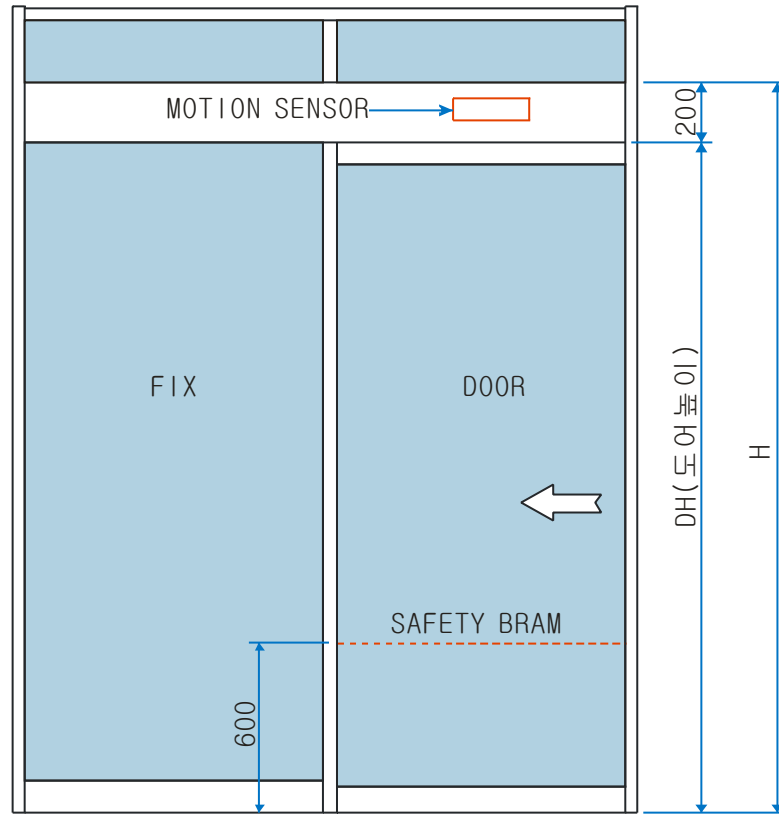 MOTION SENSOR
200
FIX
DOOR
DH(도어높이)
H
SAFETY BRAM
600